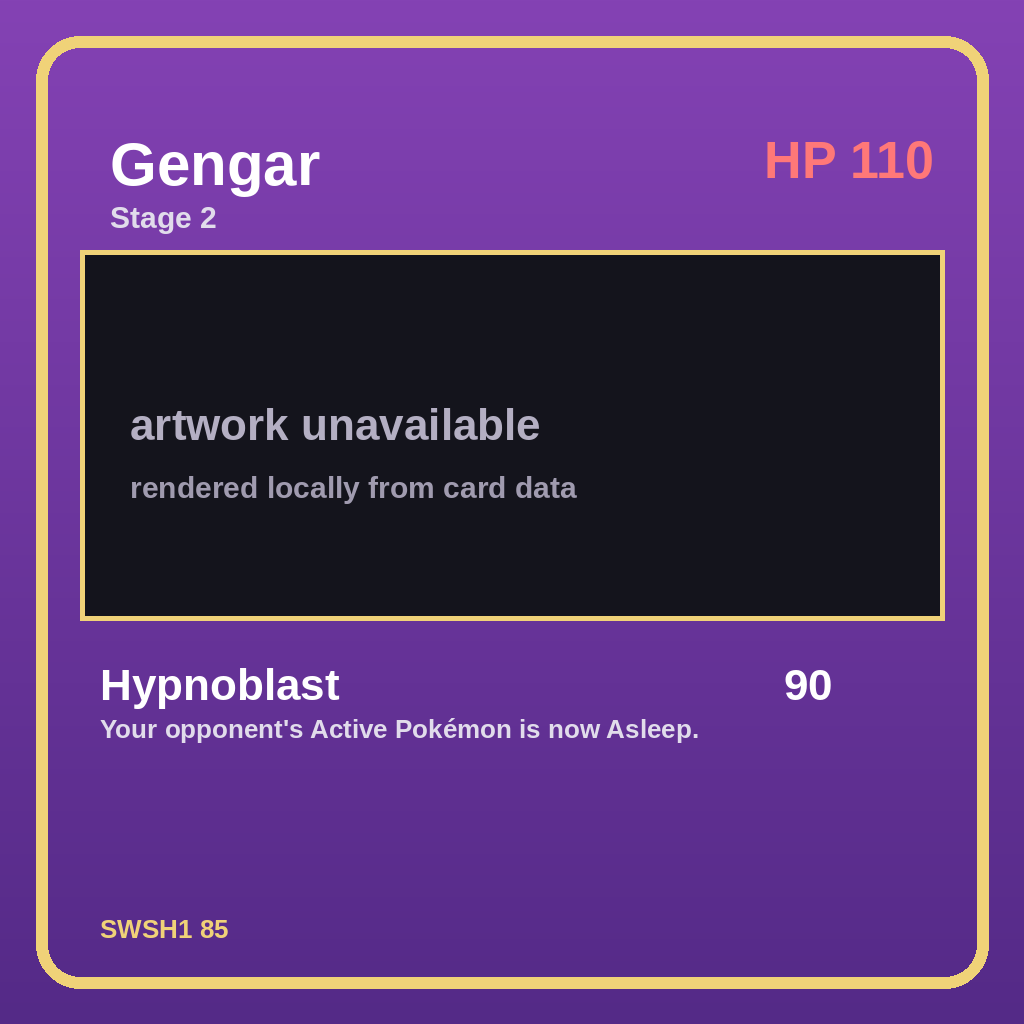 Gengar
HP 110
Stage 2
artwork unavailable
rendered locally from card data
Hypnoblast 90
Your opponent's Active Pokémon is now Asleep.
SWSH1 85